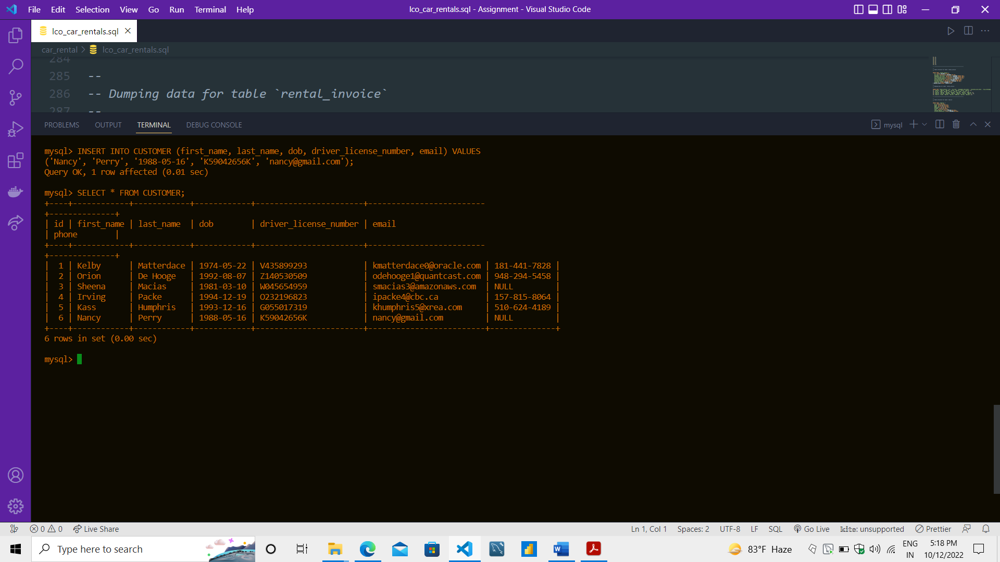 File Edit Selection View Go Run Terminal Help
lco_car_rentals.sql - Assignment - Visual Studio Code
lco_car_rentals.sql
car_rental > lco_car_rentals.sql
284
285 --
286 -- Dumping data for table `rental_invoice`
287 --
PROBLEMS OUTPUT TERMINAL DEBUG CONSOLE
mysql
mysql> INSERT INTO CUSTOMER (first_name, last_name, dob, driver_license_number, email) VALUES
('Nancy', 'Perry', '1988-05-16', 'K59042656K', 'nancy@gmail.com');
Query OK, 1 row affected (0.01 sec)
mysql> SELECT * FROM CUSTOMER;
+----+------------+-----------+------------+-----------------------+-------------------------
+--------------+
| id | first_name | last_name | dob | driver_license_number | email
| phone |
+----+------------+-----------+------------+-----------------------+-------------------------
+--------------+
| 1 | Kelby | Matterdace | 1974-05-22 | V435899293 | kmatterdace0@oracle.com | 181-441-7828 |
| 2 | Orion | De Hooge | 1992-08-07 | Z140530509 | odehooge1@quantcast.com | 948-294-5458 |
| 3 | Sheena | Macias | 1981-03-10 | W045654959 | smacias3@amazonaws.com | NULL |
| 4 | Irving | Packe | 1994-12-19 | O232196823 | ipacke4@cbc.ca | 157-815-8064 |
| 5 | Kass | Humphris | 1993-12-16 | G055017319 | khumphris5@xrea.com | 510-624-4189 |
| 6 | Nancy | Perry | 1988-05-16 | K59042656K | nancy@gmail.com | NULL |
+----+------------+------------+------------+-----------------------+-------------------------+--------------+
6 rows in set (0.00 sec)
mysql>
0 0 Live Share
Ln 1, Col 1 Spaces: 2 UTF-8 LF SQL Go Live kite: unsupported Prettier
Type here to search
83°F Haze
ENG
IN
5:18 PM
10/12/2022